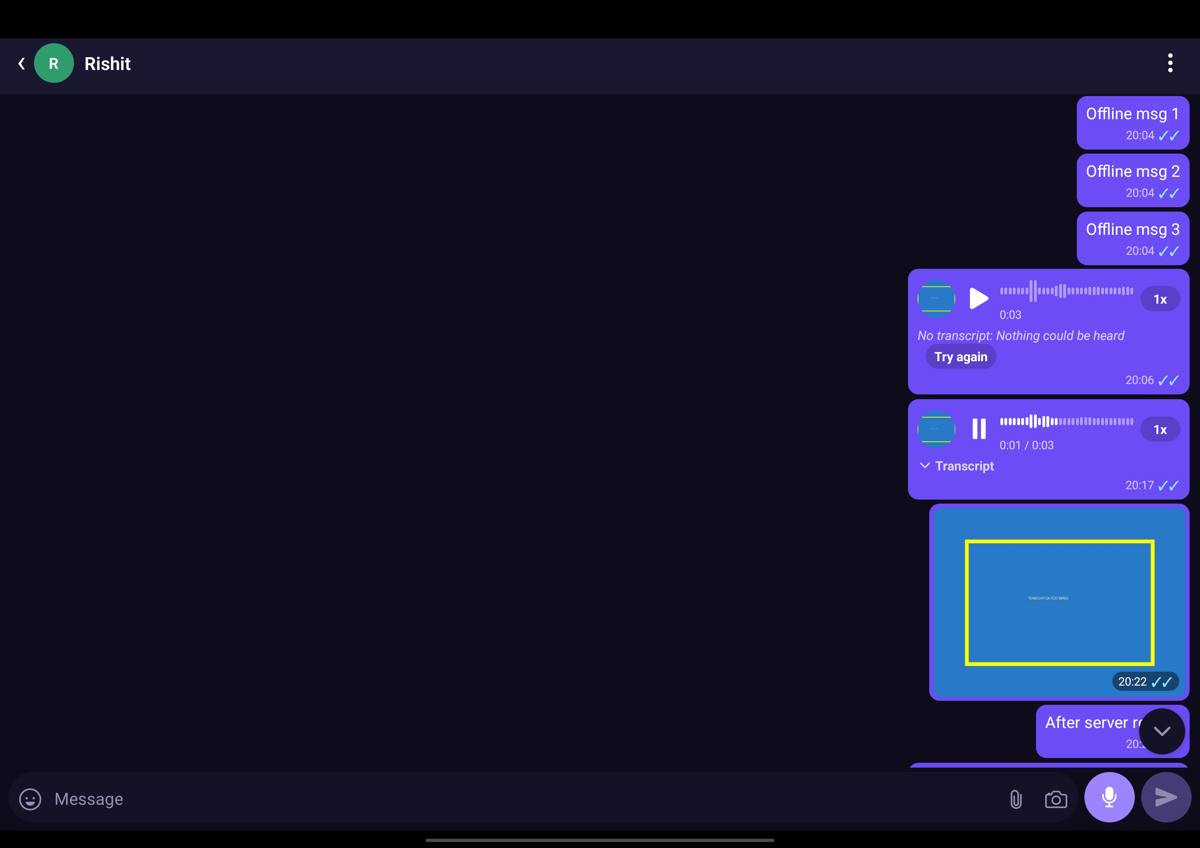 R
Rishit
Offline msg 1
20:04
Offline msg 2
20:04
Offline msg 3
20:04
1x
0:03
No transcript: Nothing could be heard
Try again
20:06
1x
0:01 / 0:03
Transcript
20:17
20:22
After server
Message